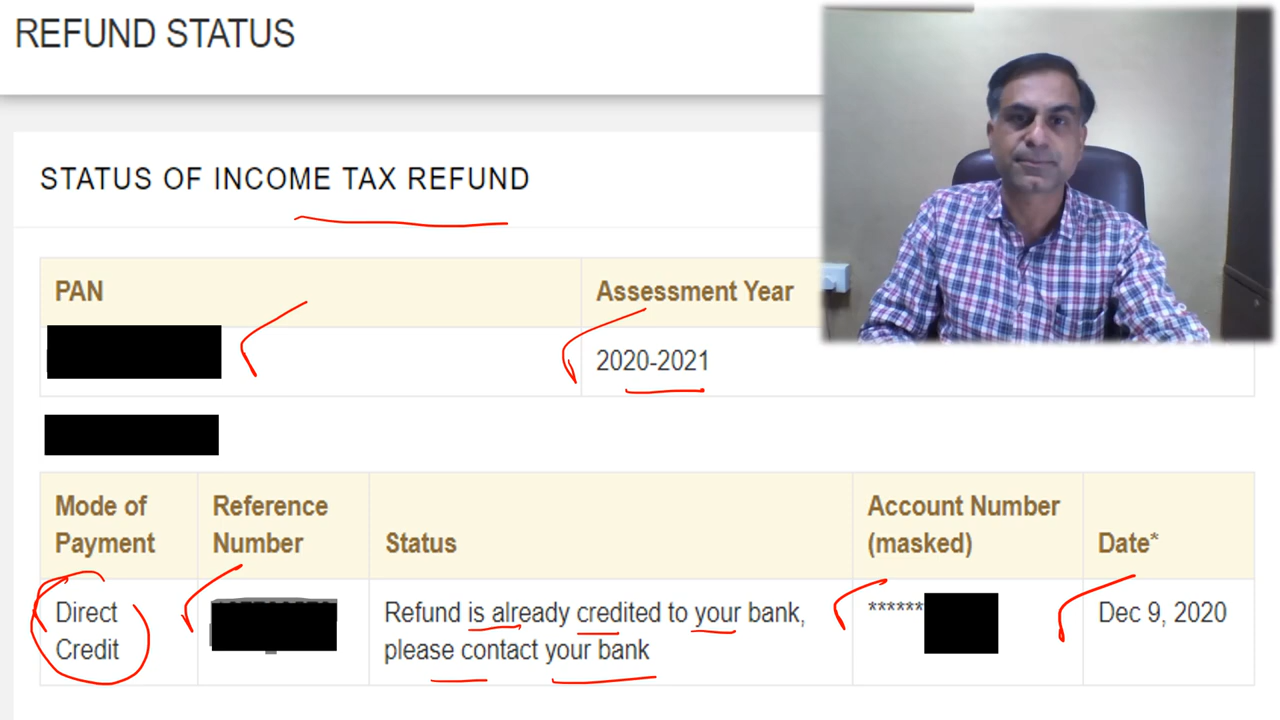 REFUND STATUS
STATUS OF INCOME TAX REFUND
PAN
Assessment Year
2020-2021
Mode of Payment
Reference Number
Status
Account Number (masked)
Date*
Direct Credit
Refund is already credited to your bank,
please contact your bank
******
Dec 9, 2020